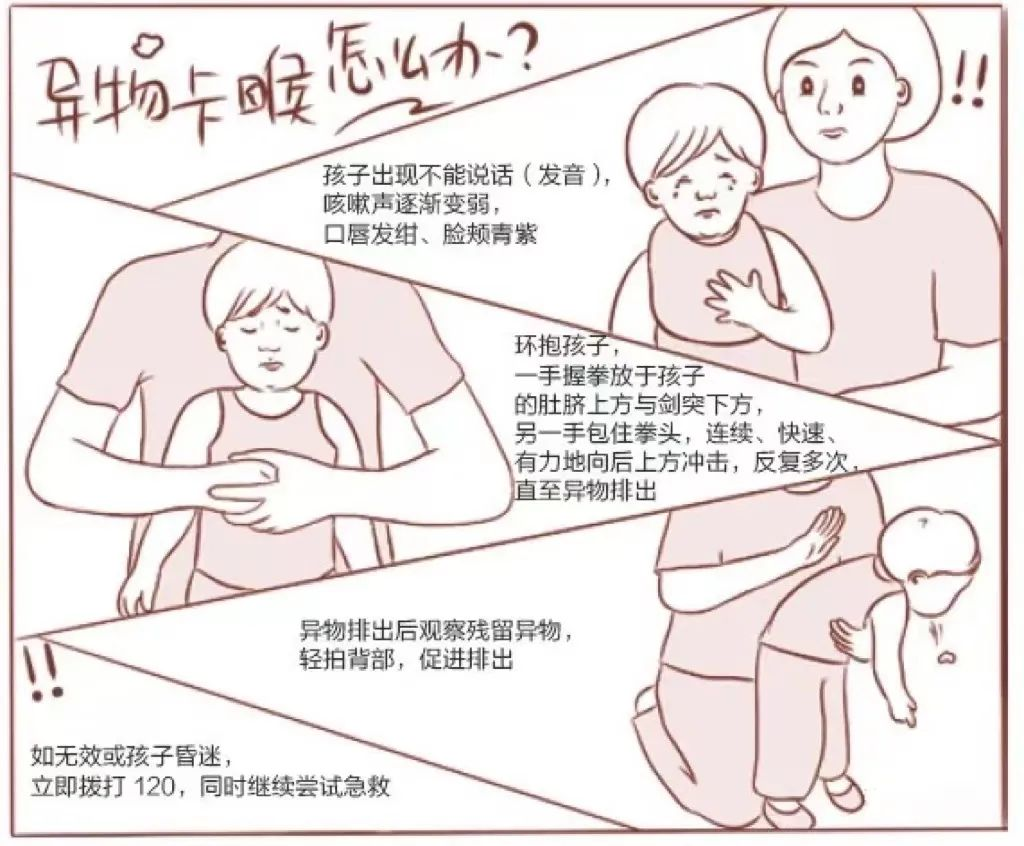 异物卡喉怎么办?
!!
孩子出现不能说话（发音），
咳嗽声逐渐变弱，
口唇发绀、脸颊青紫
环抱孩子，
一手握拳放于孩子
的肚脐上方与剑突下方，
另一手包住拳头，连续、快速、
有力地向后上方冲击，反复多次，
直至异物排出
异物排出后观察残留异物，
轻拍背部，促进排出
!!
如无效或孩子昏迷，
立即拨打 120，同时继续尝试急救